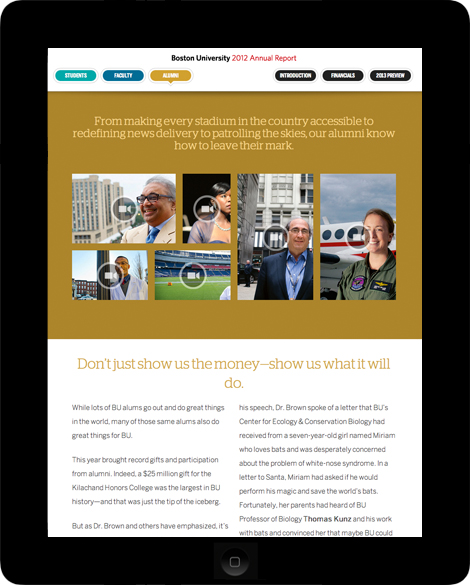 Boston University 2012 Annual Report
STUDENTS FACULTY ALUMNI INTRODUCTION FINANCIALS 2013 PREVIEW
From making every stadium in the country accessible to
redefining news delivery to patrolling the skies, our alumni know
how to leave their mark.
Don't just show us the money—show us what it will
do.
While lots of BU alums go out and do great things
in the world, many of those same alums also do
great things for BU.
This year brought record gifts and participation
from alumni. Indeed, a $25 million gift for the
Kilachand Honors College was the largest in BU
history—and that was just the tip of the iceberg.
But as Dr. Brown and others have emphasized, it's
his speech, Dr. Brown spoke of a letter that BU's
Center for Ecology & Conservation Biology had
received from a seven-year-old girl named Miriam
who loves bats and was desperately concerned
about the problem of white-nose syndrome. In a
letter to Santa, Miriam had asked if he would
perform his magic and save the world's bats.
Fortunately, her parents had heard of BU
Professor of Biology Thomas Kunz and his work
with bats and convinced her that maybe BU could